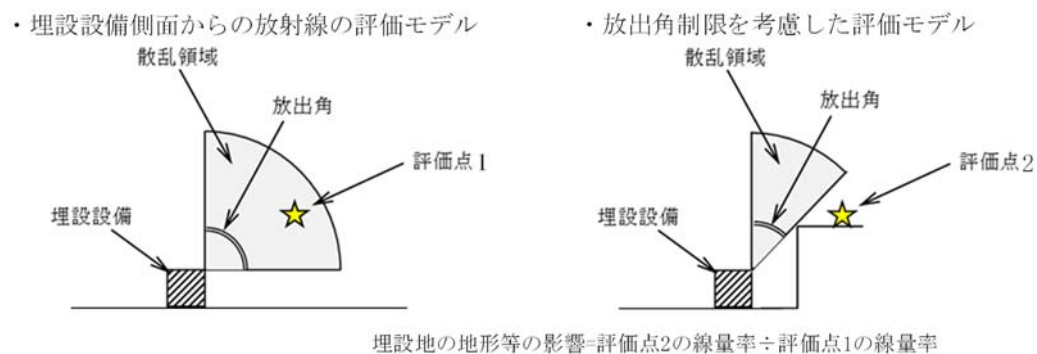 ・埋設設備側面からの放射線の評価モデル
散乱領域
放出角
評価点1
埋設設備
・放出角制限を考慮した評価モデル
散乱領域
放出角
評価点2
埋設設備
埋設地の地形等の影響=評価点2の線量率÷評価点1の線量率